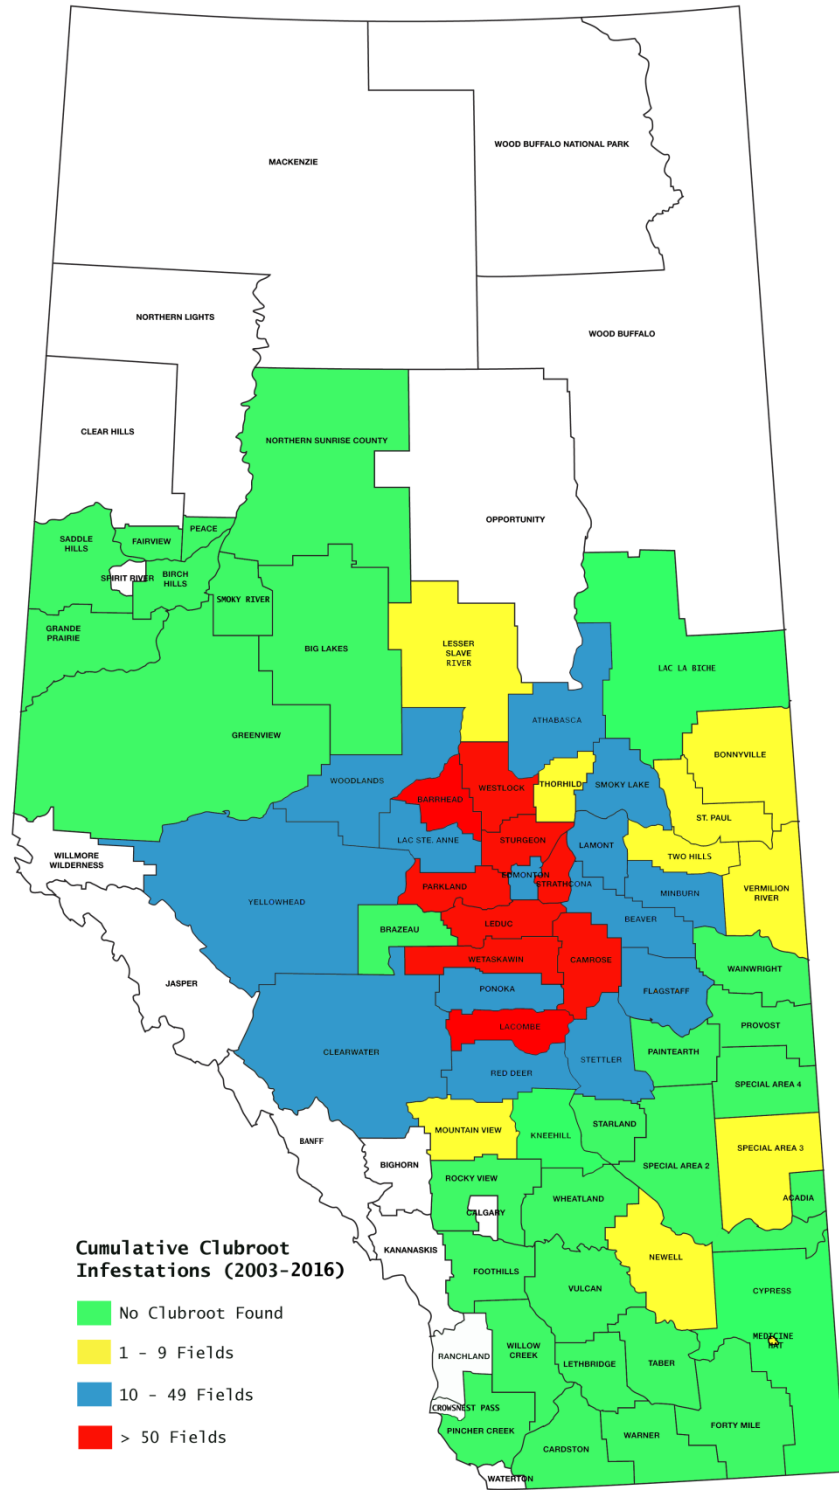 MACKENZIE
WOOD BUFFALO NATIONAL PARK
NORTHERN LIGHTS
WOOD BUFFALO
CLEAR HILLS
NORTHERN SUNRISE COUNTY
OPPORTUNITY
PEACE
SADDLE
HILLS
FAIRVIEW
SPIRIT RIVER
BIRCH
HILLS
SMOKY RIVER
GRANDE
PRAIRIE
BIG LAKES
LESSER
SLAVE
RIVER
LAC LA BICHE
GREENVIEW
ATHABASCA
BONNYVILLE
WOODLANDS
BARRHEAD
WESTLOCK
THORHILD
SMOKY LAKE
ST. PAUL
LAC STE. ANNE
STURGEON
LAMONT
TWO HILLS
WILLMORE
WILDERNESS
EDMONTON
STRATHCONA
PARKLAND
MINBURN
VERMILION
RIVER
YELLOWHEAD
BRAZEAU
LEDUC
BEAVER
WETASKAWIN
CAMROSE
WAINWRIGHT
JASPER
PONOKA
FLAGSTAFF
LACOMBE
PROVOST
CLEARWATER
PAINTEARTH
STETTLER
RED DEER
SPECIAL AREA 4
MOUNTAIN VIEW
KNEEHILL
STARLAND
BANFF
SPECIAL AREA 3
BIGHORN
SPECIAL AREA 2
ROCKY VIEW
WHEATLAND
ACADIA
CALGARY
KANANASKIS
NEWELL
FOOTHILLS
VULCAN
CYPRESS
MEDICINE
HAT
RANCHLAND
WILLOW
CREEK
LETHBRIDGE
TABER
CROWSNEST PASS
PINCHER CREEK
CARDSTON
WARNER
FORTY MILE
WATERTON
Cumulative Clubroot
Infestations (2003-2016)
No Clubroot Found
1 - 9 Fields
10 - 49 Fields
> 50 Fields